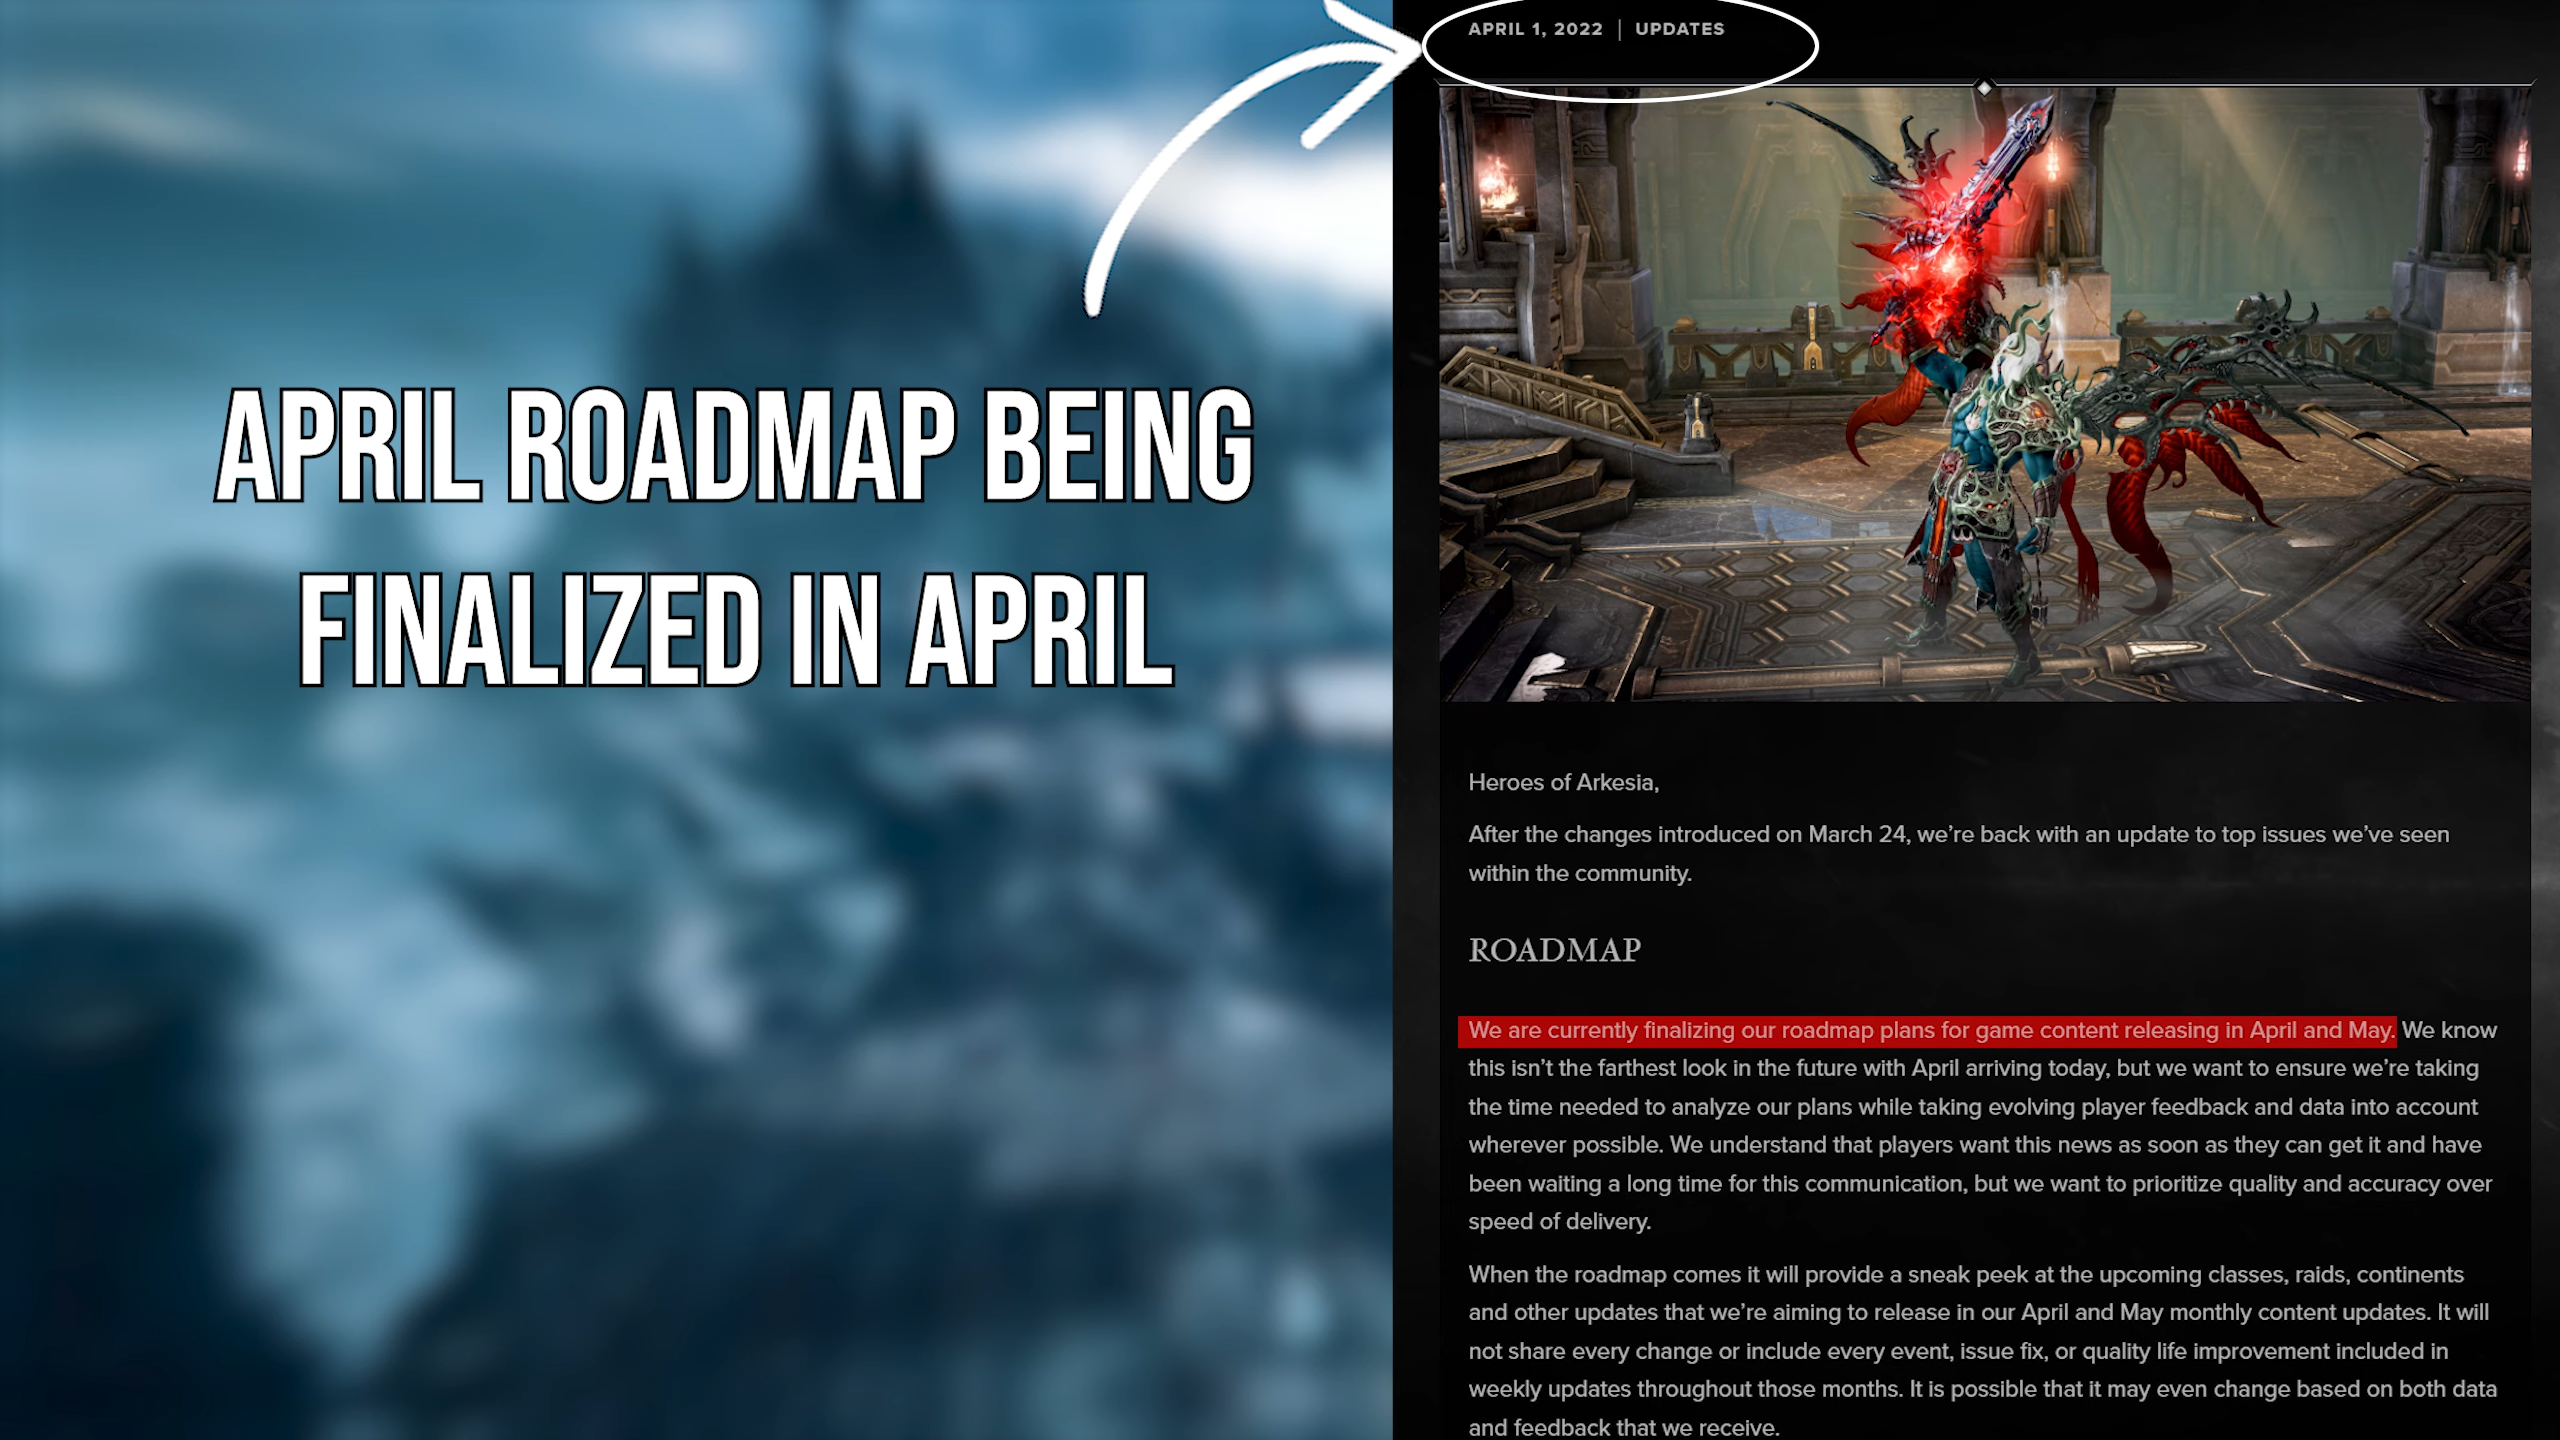 APRIL ROADMAP BEING
FINALIZED IN APRIL
APRIL 1, 2022 | UPDATES
Heroes of Arkesia,
After the changes introduced on March 24, we’re back with an update to top issues we’ve seen
within the community.
ROADMAP
We are currently finalizing our roadmap plans for game content releasing in April and May. We know
this isn’t the farthest look in the future with April arriving today, but we want to ensure we’re taking
the time needed to analyze our plans while taking evolving player feedback and data into account
wherever possible. We understand that players want this news as soon as they can get it and have
been waiting a long time for this communication, but we want to prioritize quality and accuracy over
speed of delivery.
When the roadmap comes it will provide a sneak peek at the upcoming classes, raids, continents
and other updates that we’re aiming to release in our April and May monthly content updates. It will
not share every change or include every event, issue fix, or quality life improvement included in
weekly updates throughout those months. It is possible that it may even change based on both data
and feedback that we receive.